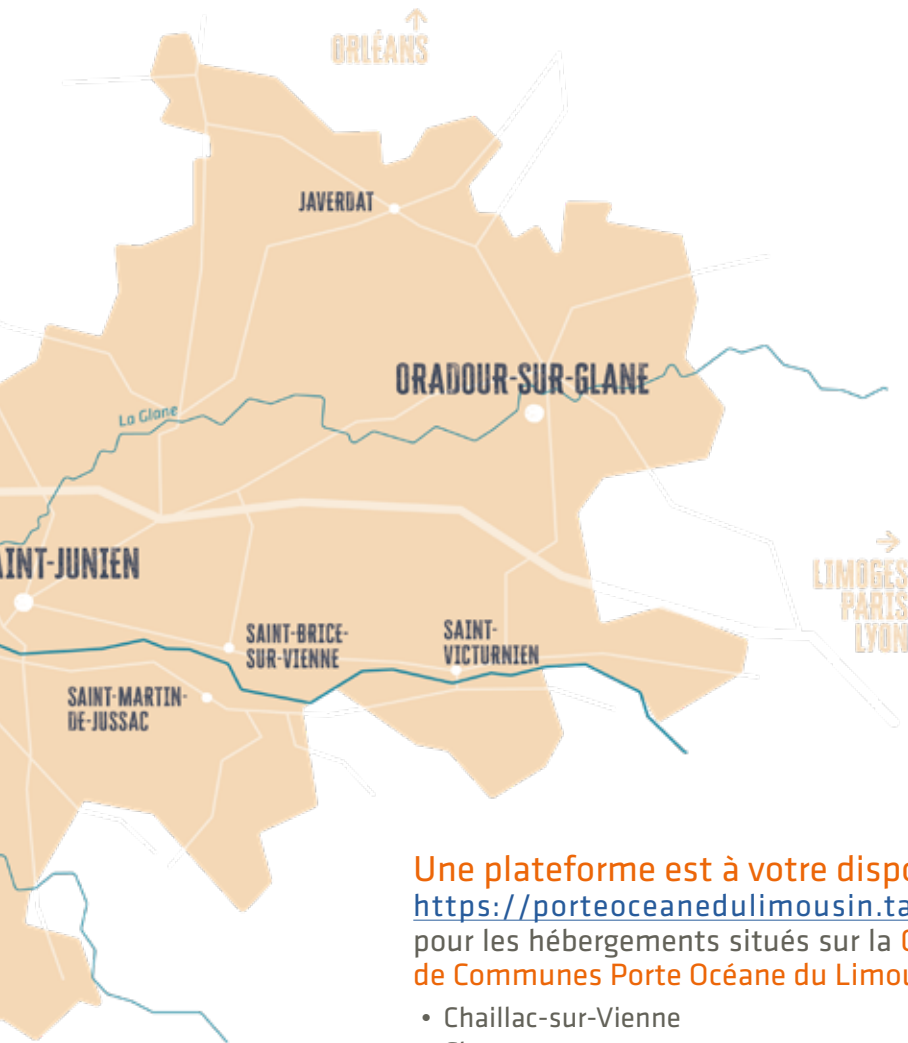 ORLÉANS
JAVERDAT
ORADOUR-SUR-GLANE
La Glane
AINT-JUNIEN
LIMOGES
PARIS
LYON
SAINT-BRICE-
SUR-VIENNE
SAINT-
VICTURNIEN
SAINT-MARTIN-
DE-JUSSAC
Une plateforme est à votre dispo
https://porteoceanedulimousin.ta
pour les hébergements situés sur la
de Communes Porte Océane du Limou
• Chaillac-sur-Vienne